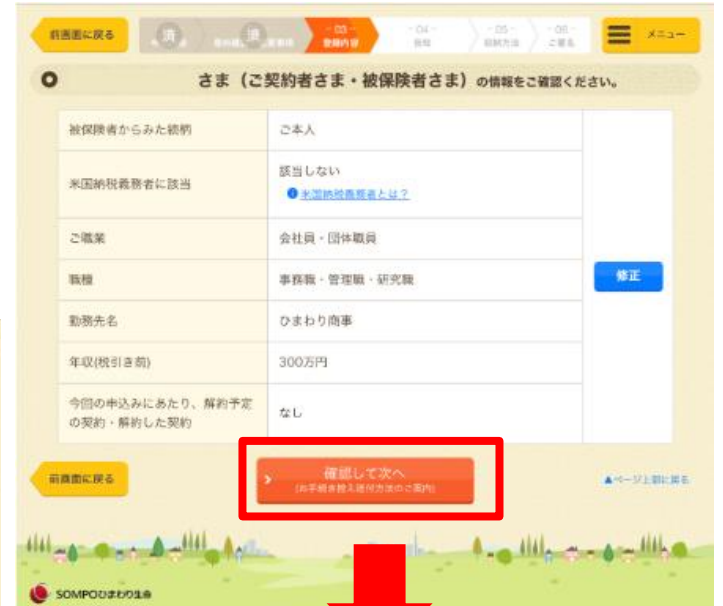 前画面に戻る
済
済
- 03 -
登録内容
- 04 -
告知
- 05 -
- 06 -
ご署名
メニュー
さま（ご契約者さま・被保険者さま）の情報をご確認ください。
被保険者からみた続柄
ご本人
米国納税義務者に該当
該当しない
米国納税義務者とは？
ご職業
会社員・団体職員
職種
事務職・管理職・研究職
修正
勤務先名
ひまわり商事
年収(税引き前)
300万円
今回の申込みにあたり、解約予定
の契約・解約した契約
なし
前画面に戻る
確認して次へ
(お手続き控え送付方法のご案内)
▲ページ上部に戻る
SOMPOひまわり生命